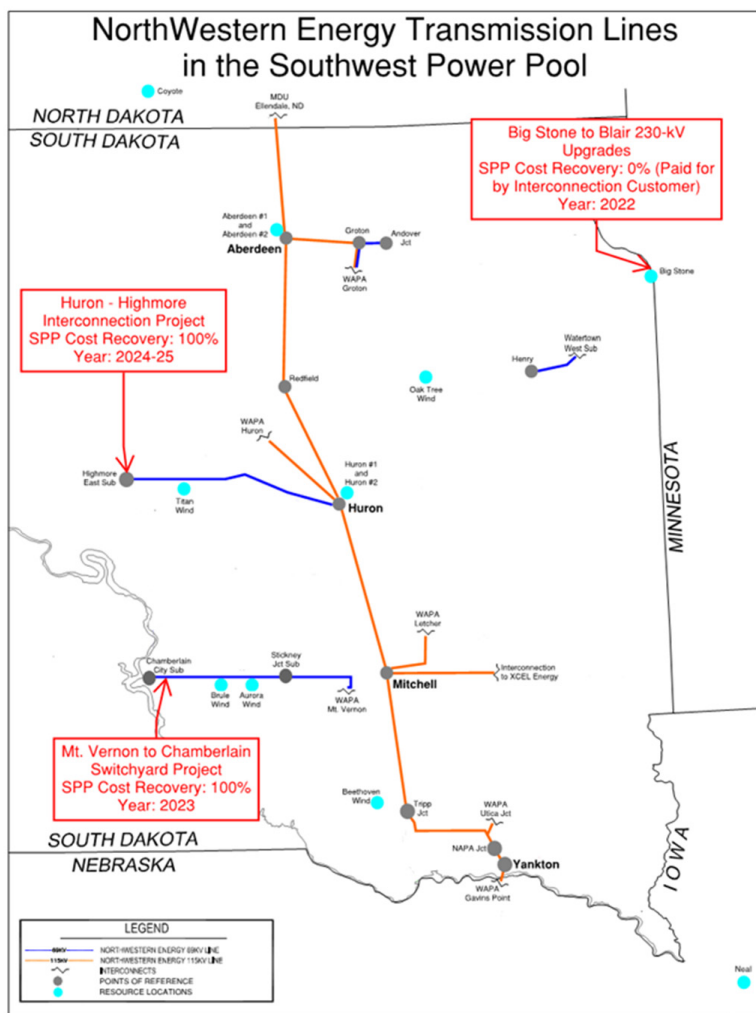 NorthWestern Energy Transmission Lines
in the Southwest Power Pool
Coyote
MDU
Ellendale, ND
NORTH DAKOTA
SOUTH DAKOTA
Big Stone to Blair 230-kV
Upgrades
SPP Cost Recovery: 0% (Paid for
by Interconnection Customer)
Year: 2022
Aberdeen #1
and
Aberdeen #2
Aberdeen
Groton
Andover
Jct
WAPA
Groton
Big Stone
Huron - Highmore
Interconnection Project
SPP Cost Recovery: 100%
Year: 2024-25
Watertown
West Sub
Henry
Redfield
Oak Tree
Wind
WAPA
Huron
MINNESOTA
Highmore
East Sub
Titan
Wind
Huron #1
and
Huron #2
Huron
WAPA
Letcher
Chamberlain
City Sub
Stickney
Jct Sub
Interconnection
to XCEL Energy
Mitchell
Brule
Wind
Aurora
Wind
WAPA
Mt. Vernon
Mt. Vernon to Chamberlain
Switchyard Project
SPP Cost Recovery: 100%
Year: 2023
Beethoven
Wind
Tripp
Jct
WAPA
Utica Jct
SOUTH DAKOTA
NEBRASKA
NAPA Jct
Yankton
WAPA
Gavins Point
IOWA
LEGEND
69KV NORTHWESTERN ENERGY 69KV LINE
115KV NORTHWESTERN ENERGY 115KV LINE
INTERCONNECTS
POINTS OF REFERENCE
RESOURCE LOCATIONS
Neal